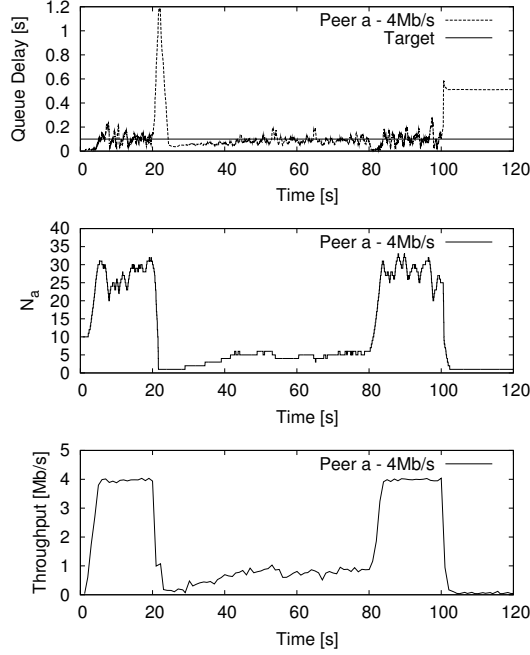 Peer a - 4Mb/s
Target
Queue Delay [s]
1.2
1
0.8
0.6
0.4
0.2
0
0 20 40 60 80 100 120
Time [s]
Peer a - 4Mb/s
N_a
40
35
30
25
20
15
10
5
0
0 20 40 60 80 100 120
Time [s]
Peer a - 4Mb/s
Throughput [Mb/s]
5
4
3
2
1
0
0 20 40 60 80 100 120
Time [s]